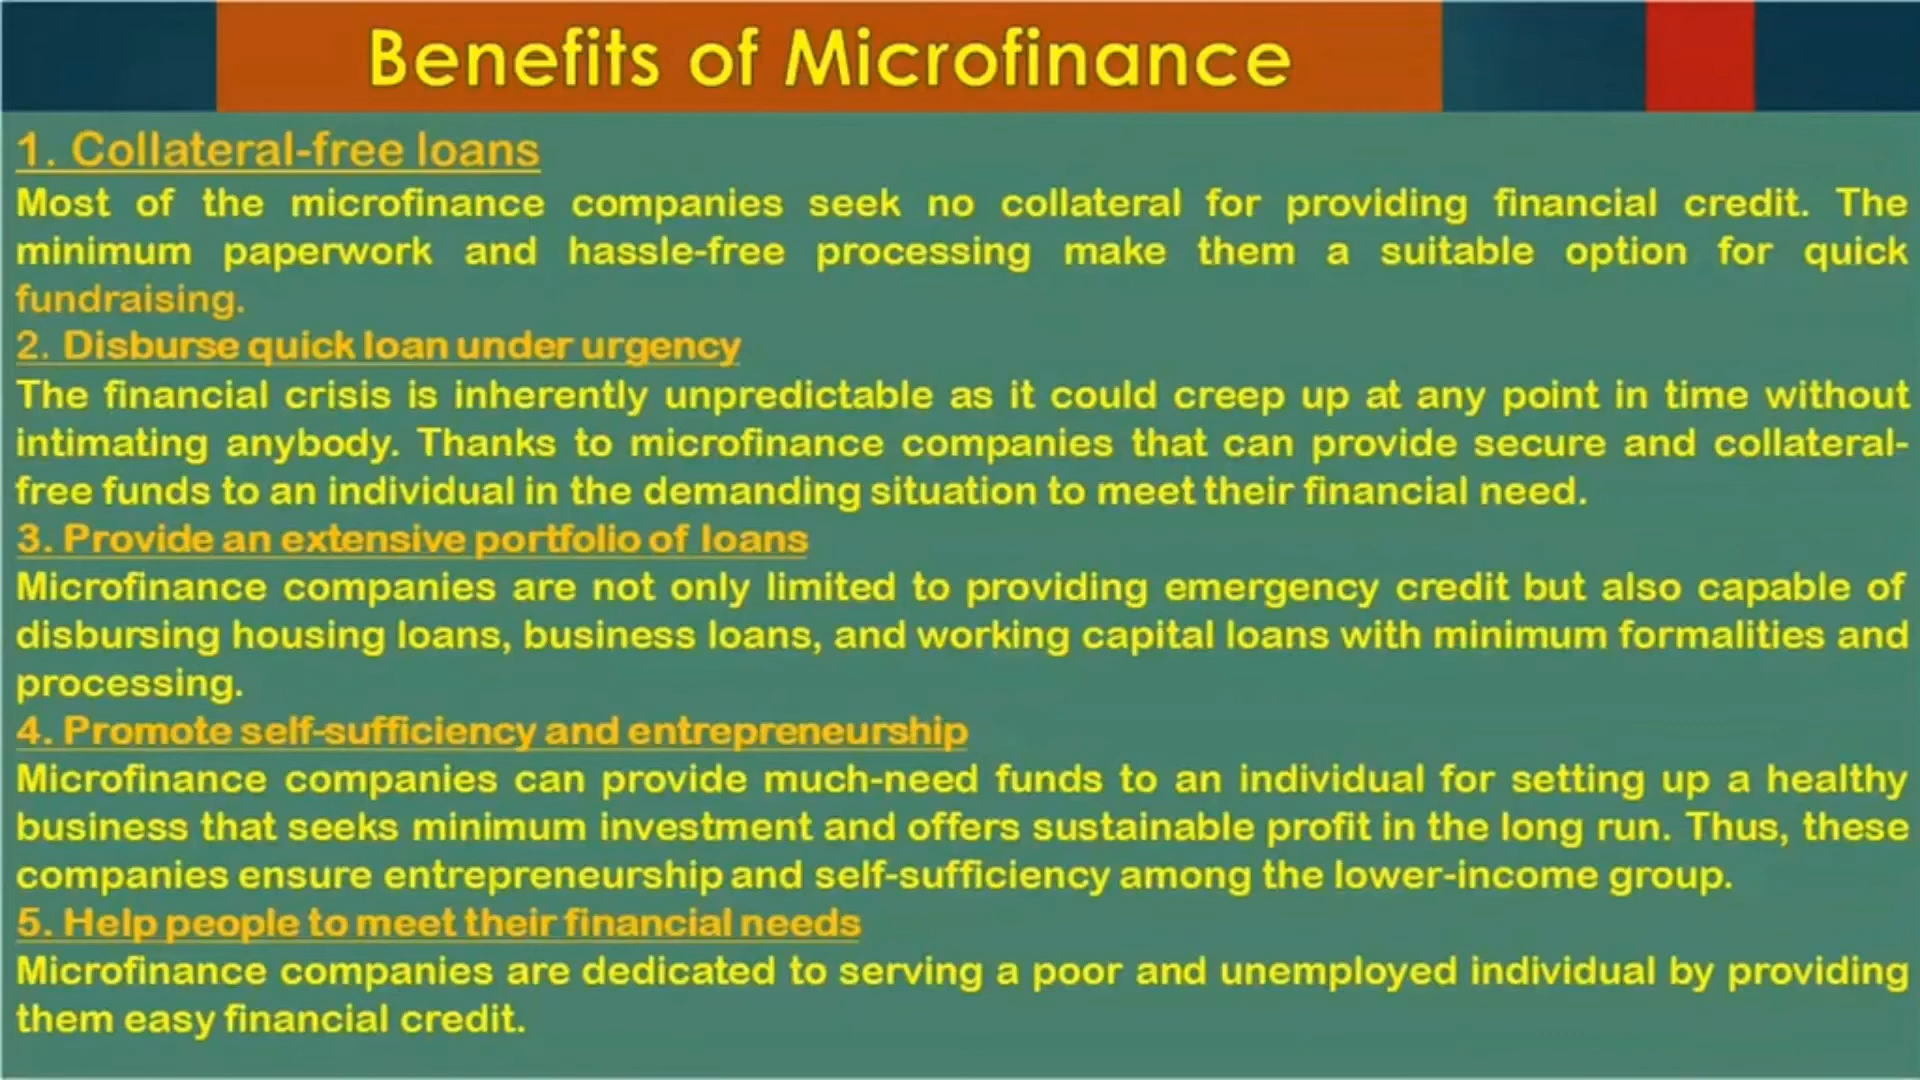 Benefits of Microfinance
1. Collateral-free loans
Most of the microfinance companies seek no collateral for providing financial credit. The
minimum paperwork and hassle-free processing make them a suitable option for quick
fundraising.
2. Disburse quick loan under urgency
The financial crisis is inherently unpredictable as it could creep up at any point in time without
intimating anybody. Thanks to microfinance companies that can provide secure and collateral-
free funds to an individual in the demanding situation to meet their financial need.
3. Provide an extensive portfolio of loans
Microfinance companies are not only limited to providing emergency credit but also capable of
disbursing housing loans, business loans, and working capital loans with minimum formalities and
processing.
4. Promote self-sufficiency and entrepreneurship
Microfinance companies can provide much-need funds to an individual for setting up a healthy
business that seeks minimum investment and offers sustainable profit in the long run. Thus, these
companies ensure entrepreneurship and self-sufficiency among the lower-income group.
5. Help people to meet their financial needs
Microfinance companies are dedicated to serving a poor and unemployed individual by providing
them easy financial credit.